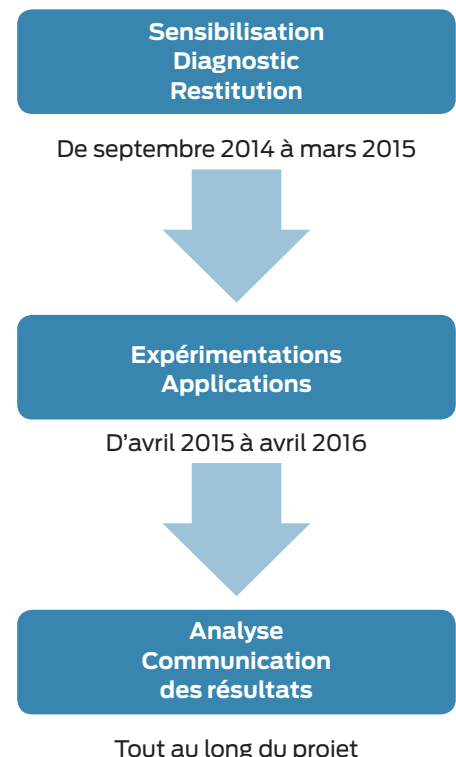 Sensibilisation
Diagnostic
Restitution
De septembre 2014 à mars 2015
Expérimentations
Applications
D’avril 2015 à avril 2016
Analyse
Communication
des résultats
Tout au long du projet